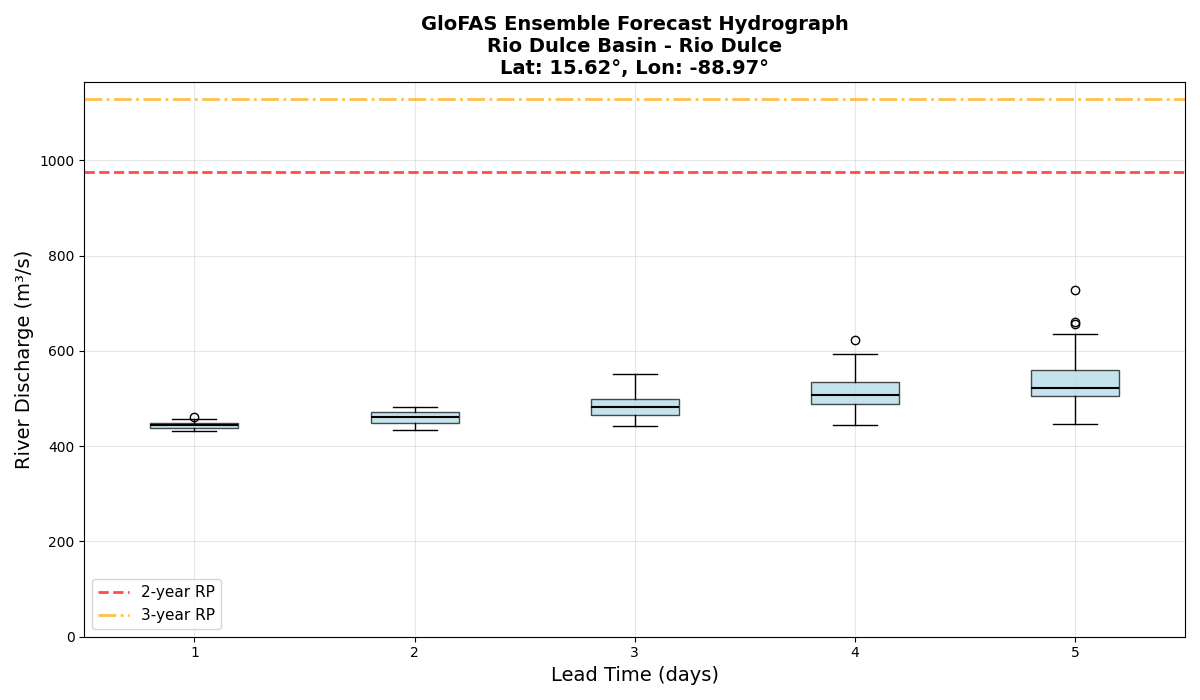 GloFAS Ensemble Forecast Hydrograph
Rio Dulce Basin - Rio Dulce
Lat: 15.62°, Lon: -88.97°
River Discharge (m³/s)
1000
800
600
400
200
0
2-year RP
3-year RP
1 2 3 4 5
Lead Time (days)